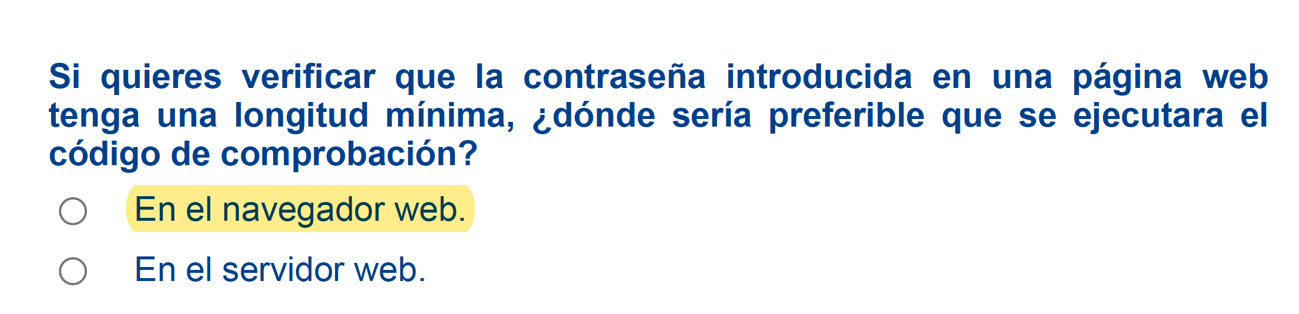 Si quieres verificar que la contraseña introducida en una página web
tenga una longitud mínima, ¿dónde sería preferible que se ejecutara el
código de comprobación?
En el navegador web.
En el servidor web.